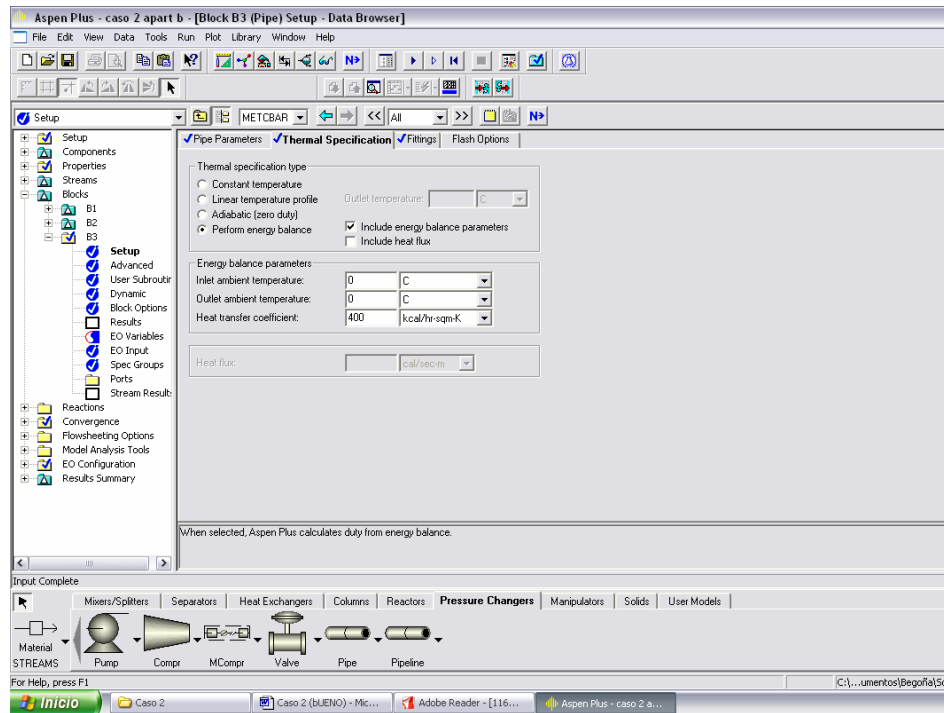 Aspen Plus - caso 2 apart b - [Block B3 (Pipe) Setup - Data Browser]
File Edit View Data Tools Run Plot Library Window Help
N>
Setup METCBAR << All >> N>
Setup
Components
Properties
Streams
Blocks
B1
B2
B3
Setup
Advanced
User Subroutir
Dynamic
Block Options
Results
EO Variables
EO Input
Spec Groups
Ports
Stream Result:
Reactions
Convergence
Flowsheeting Options
Model Analysis Tools
EO Configuration
Results Summary
Pipe Parameters Thermal Specification Fittings Flash Options
Thermal specification type
Constant temperature
Linear temperature profile Outlet temperature: C
Adiabatic (zero duty)
Perform energy balance Include energy balance parameters
Include heat flux
Energy balance parameters
Inlet ambient temperature: 0 C
Outlet ambient temperature: 0 C
Heat transfer coefficient: 400 kcal/hr-sqm-K
Heat flux: cal/sec-m
When selected, Aspen Plus calculates duty from energy balance.
Input Complete
Mixers/Splitters Separators Heat Exchangers Columns Reactors Pressure Changers Manipulators Solids User Models
Material
STREAMS Pump Compr MCompr Valve Pipe Pipeline
For Help, press F1 C:\...umentos\Begoña\So
Inicio Caso 2 Caso 2 (bUENO) - Mic... Adobe Reader - [116... Aspen Plus - caso 2 a...